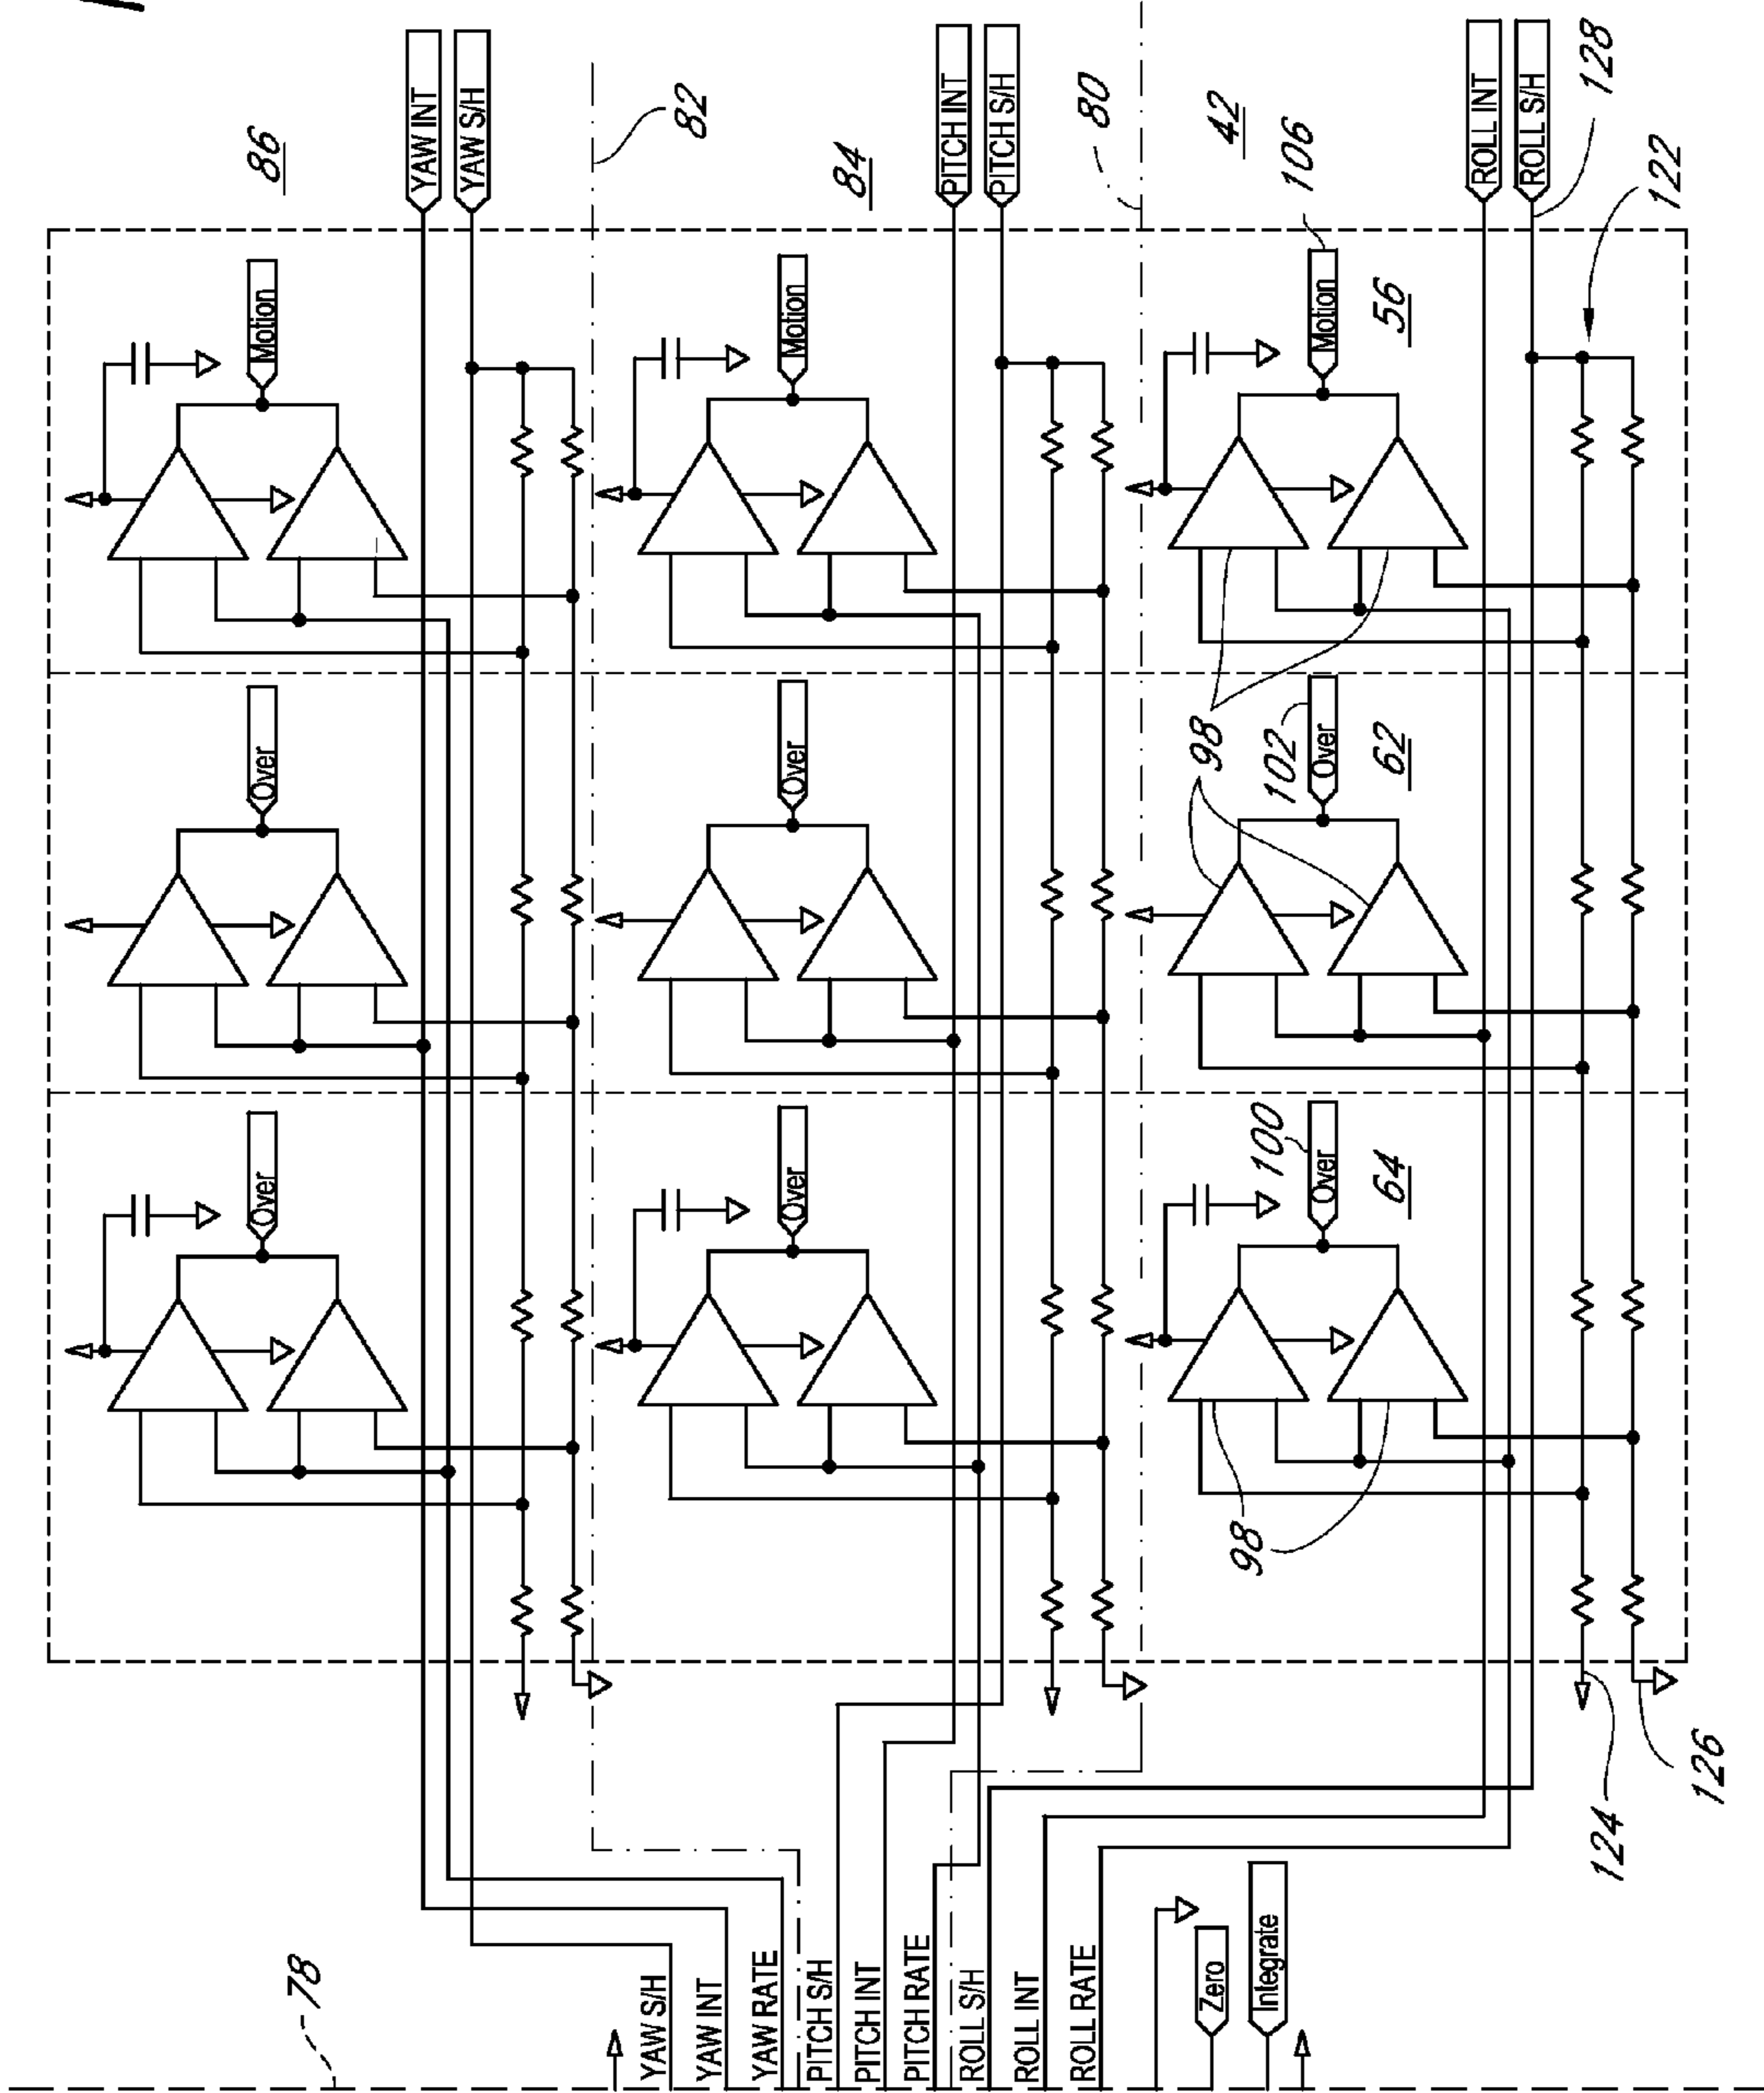 86
YAW INT
YAW S/H
82
84
PITCH INT
PITCH S/H
80
42
106
ROLL INT
ROLL S/H
128
122
Motion
Motion
Motion
56
Over
Over
98
102
Over
62
Over
Over
100
Over
64
98
78
YAW S/H
YAW INT
YAW RATE
PITCH S/H
PITCH INT
PITCH RATE
ROLL S/H
ROLL INT
ROLL RATE
Zero
Integrate
124
126